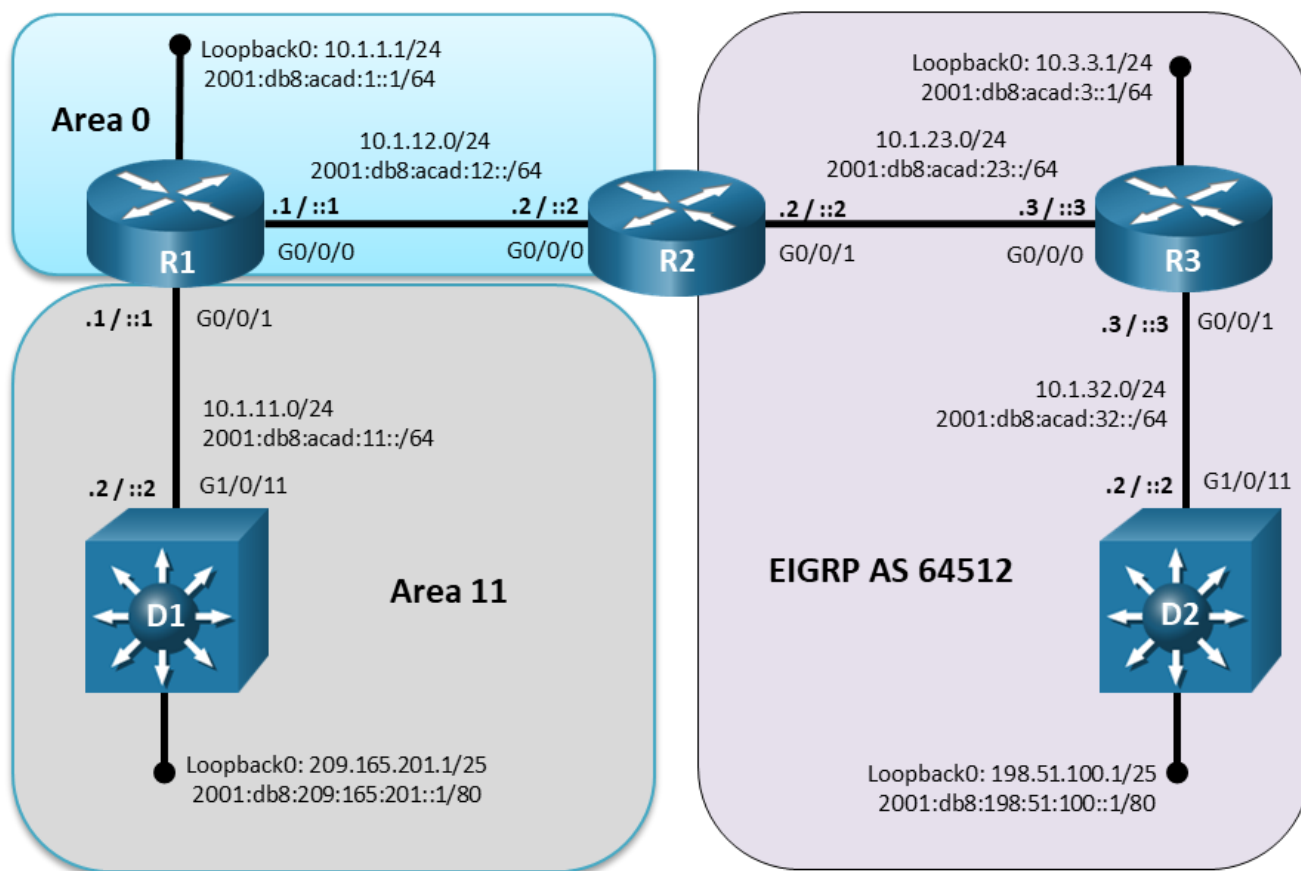 Loopback0: 10.1.1.1/24
2001:db8:acad:1::1/64
Area 0
10.1.12.0/24
2001:db8:acad:12::/64
.1 / ::1
.2 / ::2
G0/0/0
G0/0/0
R1
R2
Loopback0: 10.3.3.1/24
2001:db8:acad:3::1/64
10.1.23.0/24
2001:db8:acad:23::/64
.2 / ::2
.3 / ::3
G0/0/1
G0/0/0
R3
.1 / ::1
G0/0/1
10.1.11.0/24
2001:db8:acad:11::/64
.2 / ::2
G1/0/11
D1
Area 11
Loopback0: 209.165.201.1/25
2001:db8:209:165:201::1/80
.3 / ::3
G0/0/1
10.1.32.0/24
2001:db8:acad:32::/64
.2 / ::2
G1/0/11
EIGRP AS 64512
D2
Loopback0: 198.51.100.1/25
2001:db8:198:51:100::1/80